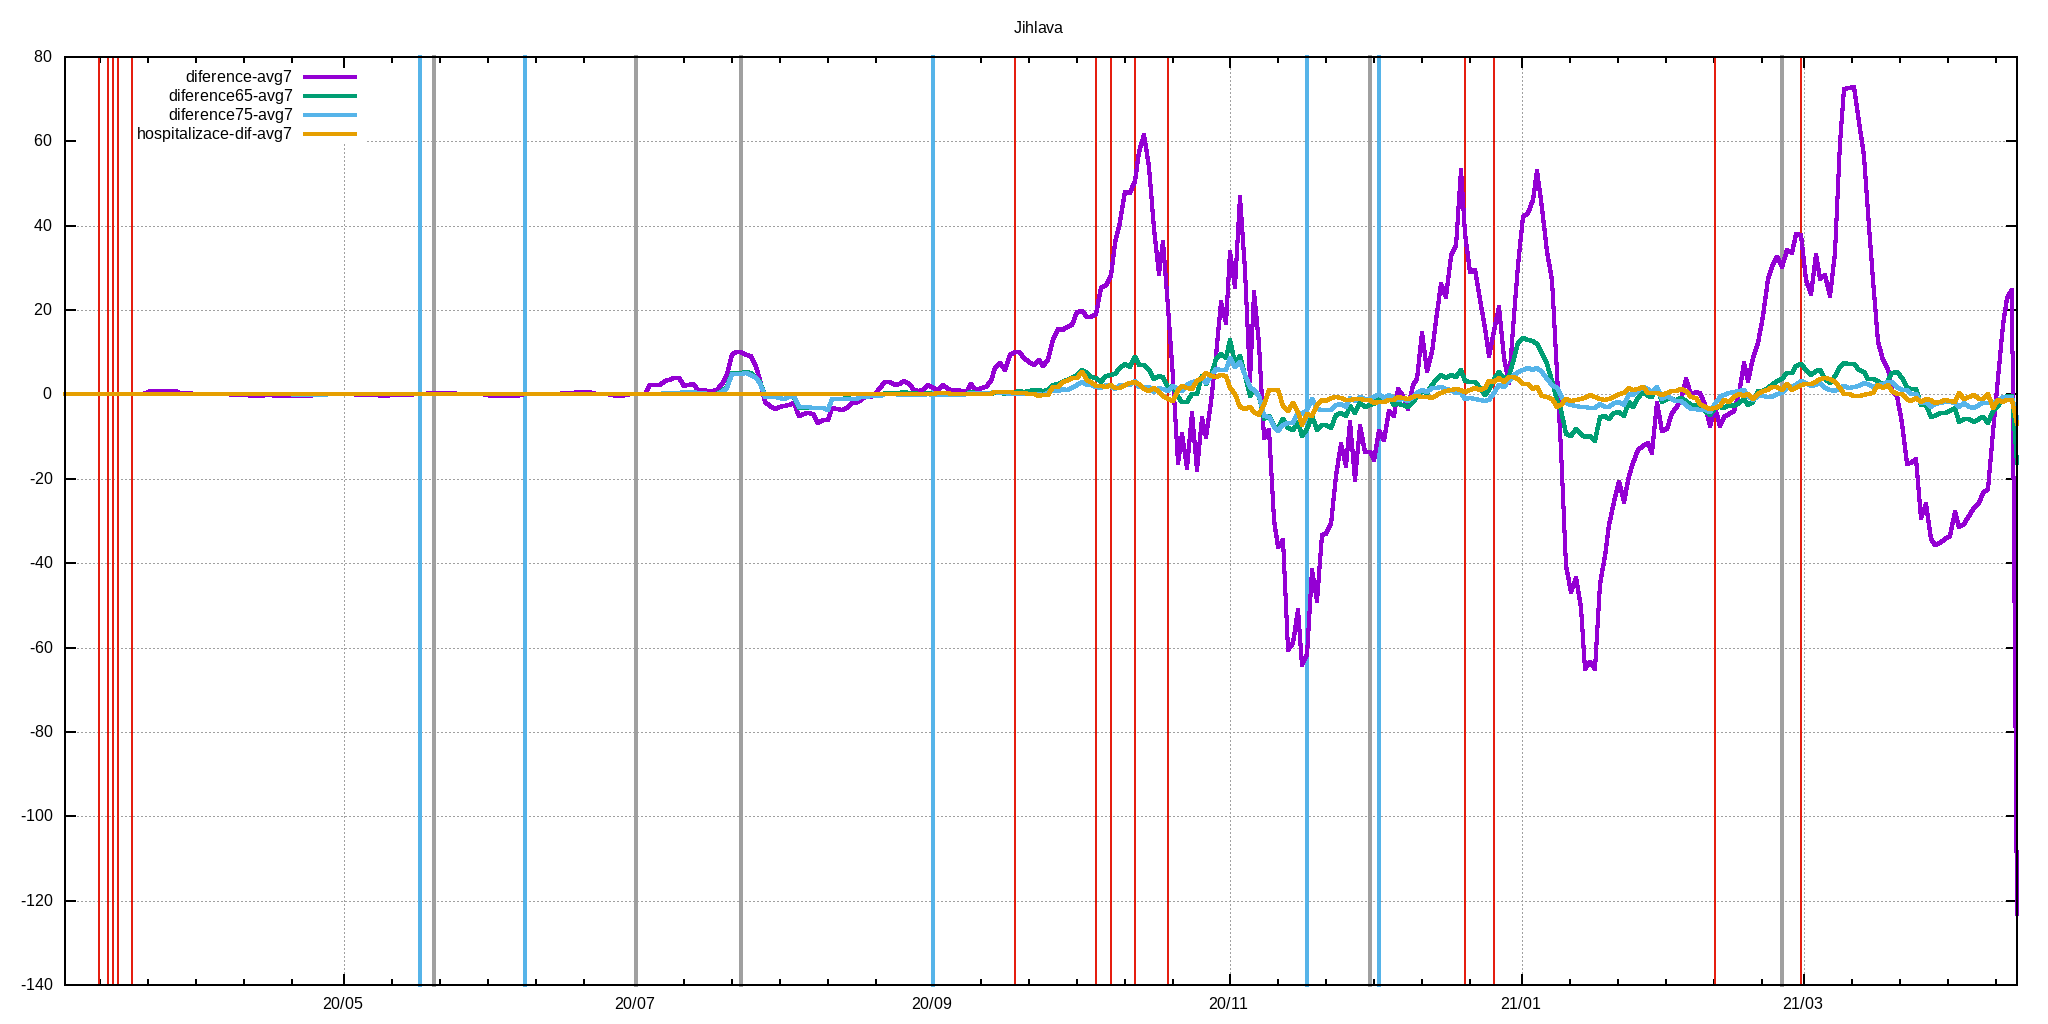 Jihlava
80
60
40
20
0
-20
-40
-60
-80
-100
-120
-140
diference-avg7
diference65-avg7
diference75-avg7
hospitalizace-dif-avg7
20/05 20/07 20/09 20/11 21/01 21/03